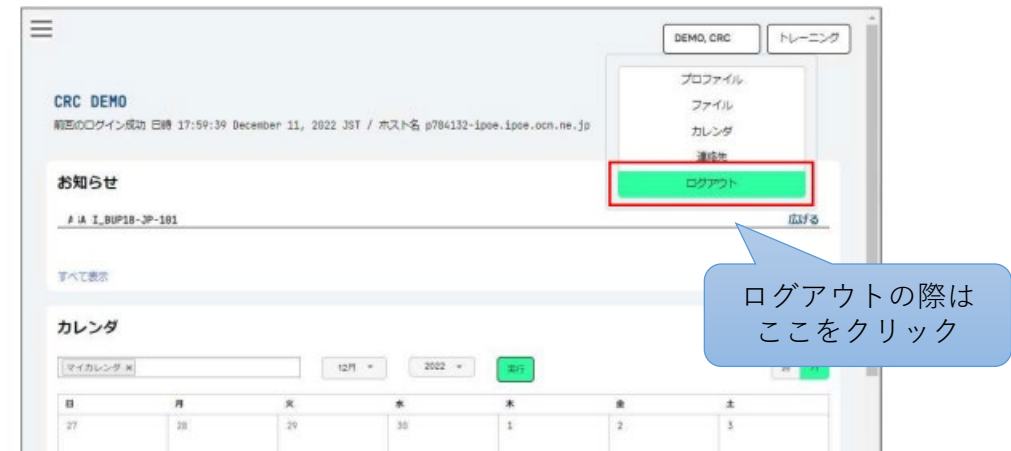 DEMO, CRC トレーニング
プロファイル
ファイル
カレンダ
連絡先
ログアウト
CRC DEMO
前回のログイン成功 日時 17:59:39 December 11, 2022 JST / ホスト名 p784132-ipoe.ipoe.ocn.ne.jp
お知らせ
I_BUP18-JP-101 広げる
すべて表示
ログアウトの際は
ここをクリック
カレンダ
マイカレンダ × 12月 2022 実行 月
日 月 火 水 木 金 土
27 28 29 30 1 2 3